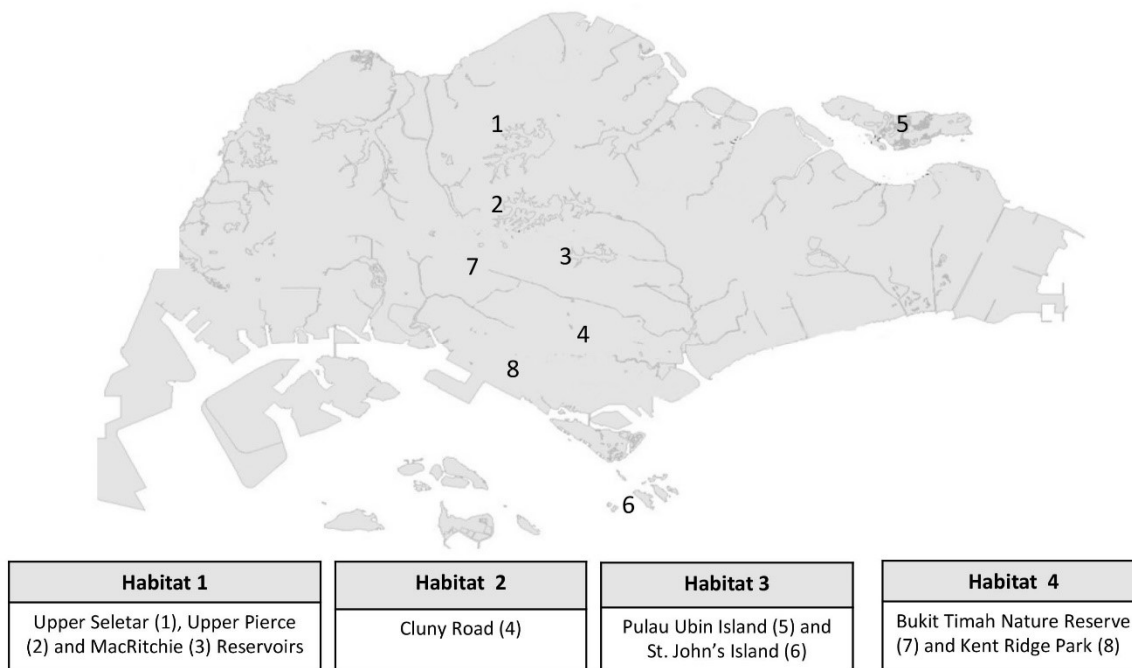 1
5
2
3
7
4
8
6
Habitat 1
Upper Seletar (1), Upper Pierce
(2) and MacRitchie (3) Reservoirs
Habitat 2
Cluny Road (4)
Habitat 3
Pulau Ubin Island (5) and
St. John's Island (6)
Habitat 4
Bukit Timah Nature Reserve
(7) and Kent Ridge Park (8)